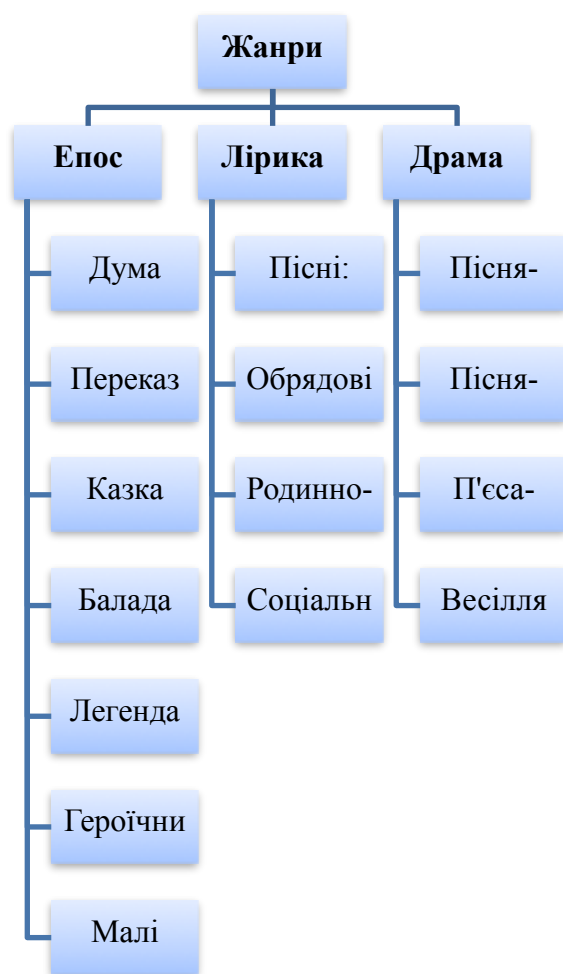 Жанри
Епос
Дума
Переказ
Казка
Балада
Легенда
Героїчни
Малі
Лірика
Пісні:
Обрядові
Родинно-
Соціальн
Драма
Пісня-
Пісня-
П'єса-
Весілля